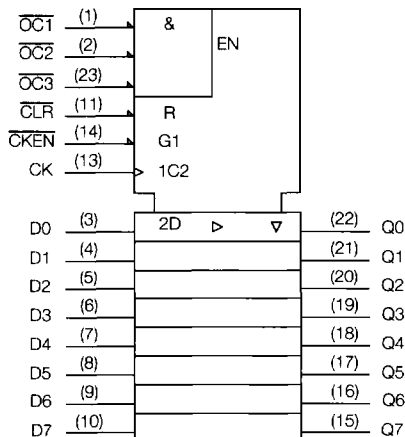 OC1 (1) &
OC2 (2) EN
OC3 (23)
CLR (11) R
CKEN (14) G1
CK (13) 1C2
D0 (3) 2D (22) Q0
D1 (4) (21) Q1
D2 (5) (20) Q2
D3 (6) (19) Q3
D4 (7) (18) Q4
D5 (8) (17) Q5
D6 (9) (16) Q6
D7 (10) (15) Q7